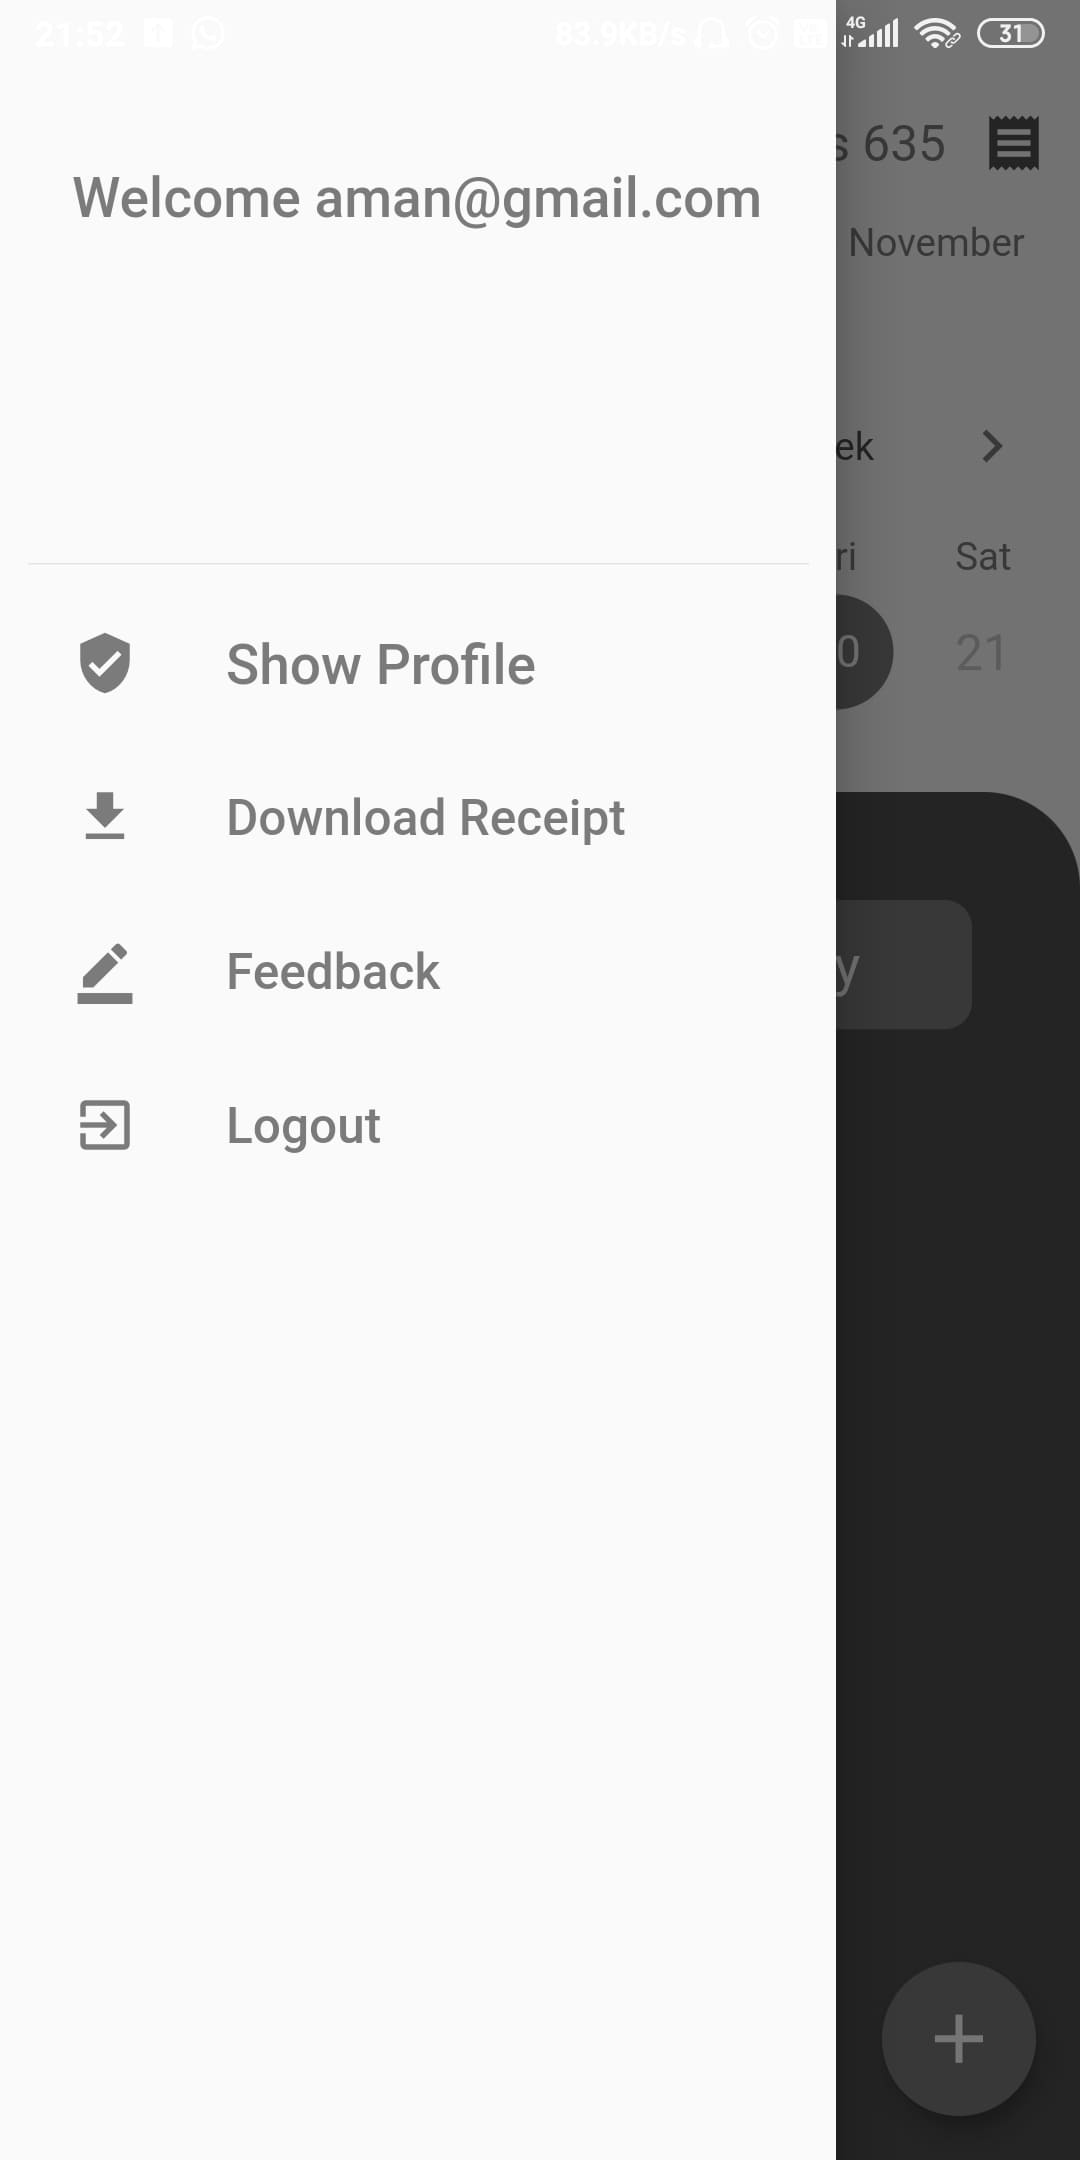 21:52 83.9KB/s 4G 31
s 635
Welcome aman@gmail.com
November
ek
ri Sat
0 21
Show Profile
Download Receipt
y
Feedback
Logout